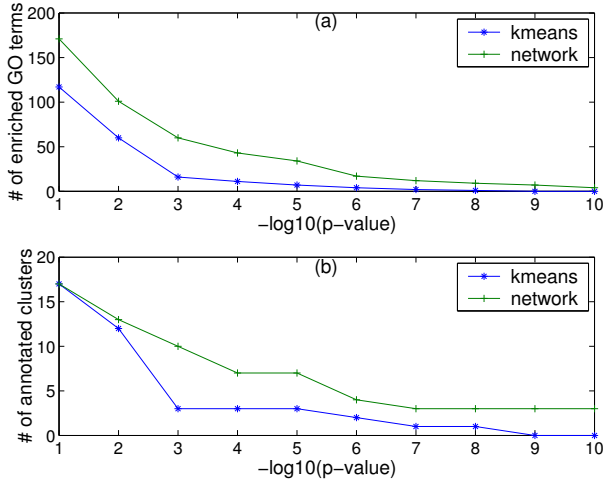 (a)
200
150
100
50
0
# of enriched GO terms
kmeans
network
1 2 3 4 5 6 7 8 9 10
-log10(p-value)
(b)
20
15
10
5
0
# of annotated clusters
kmeans
network
1 2 3 4 5 6 7 8 9 10
-log10(p-value)